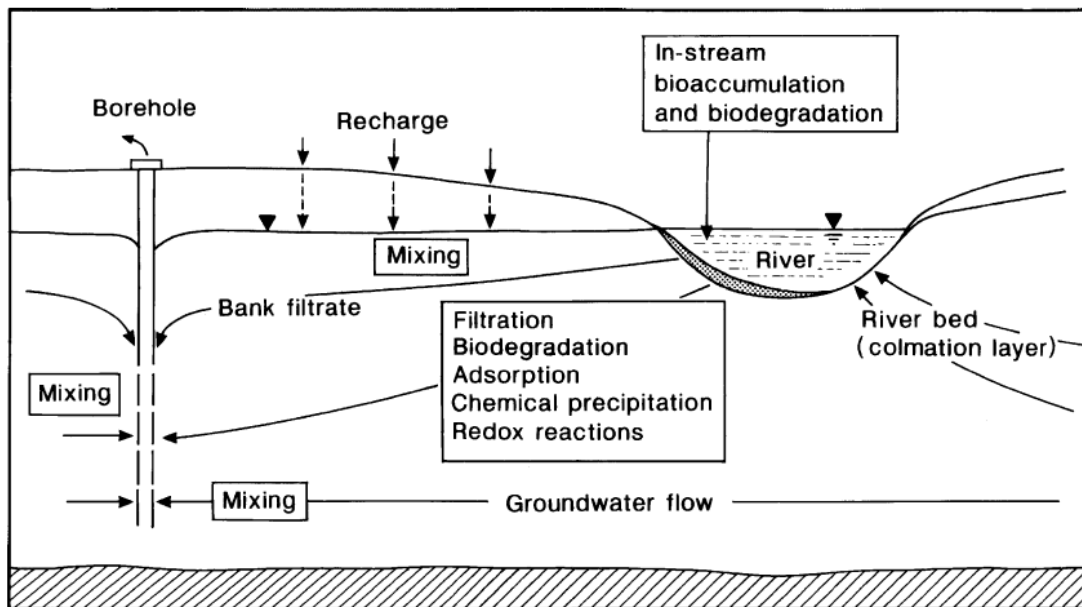 In-stream
bioaccumulation
and biodegradation
Borehole
Recharge
Mixing
River
Bank filtrate
Filtration
Biodegradation
Adsorption
Chemical precipitation
Redox reactions
River bed
(colmation layer)
Mixing
Mixing
Groundwater flow